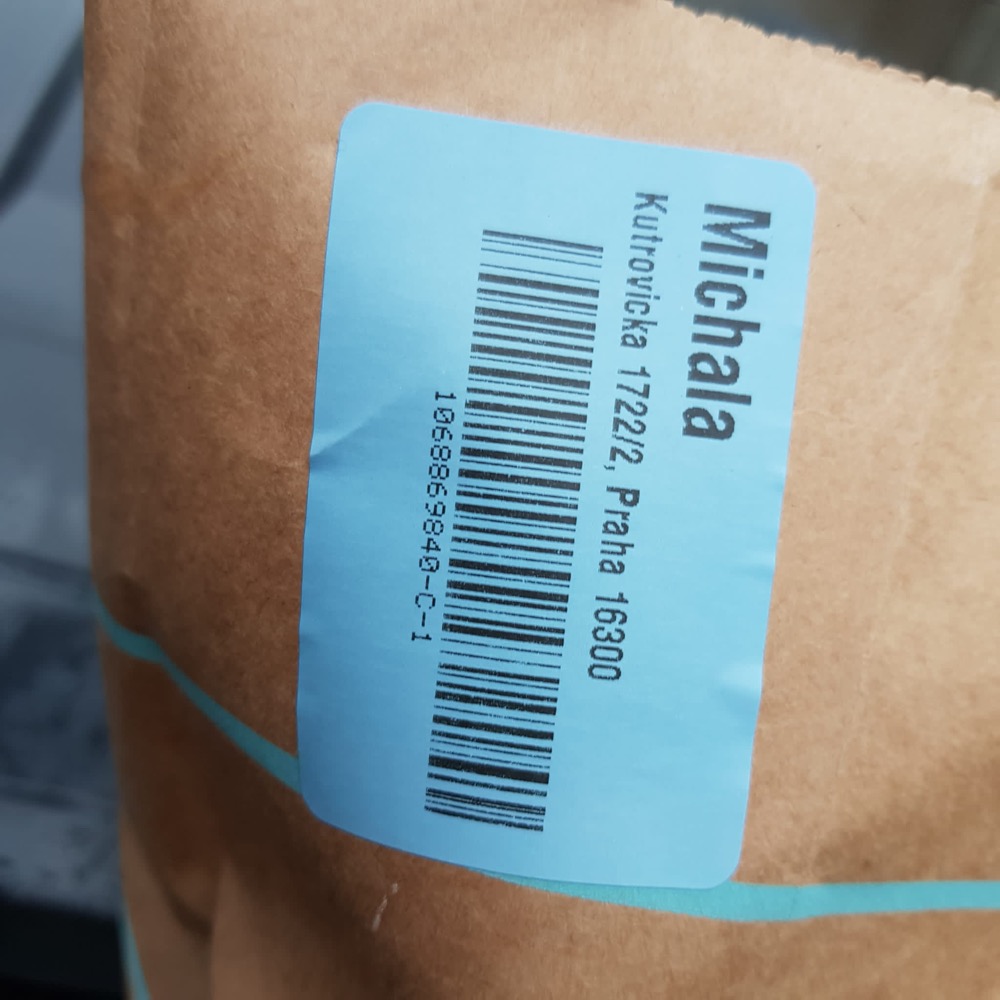 Michala
Kutrovicka 1722/2, Praha 16300
1068869840-C-1